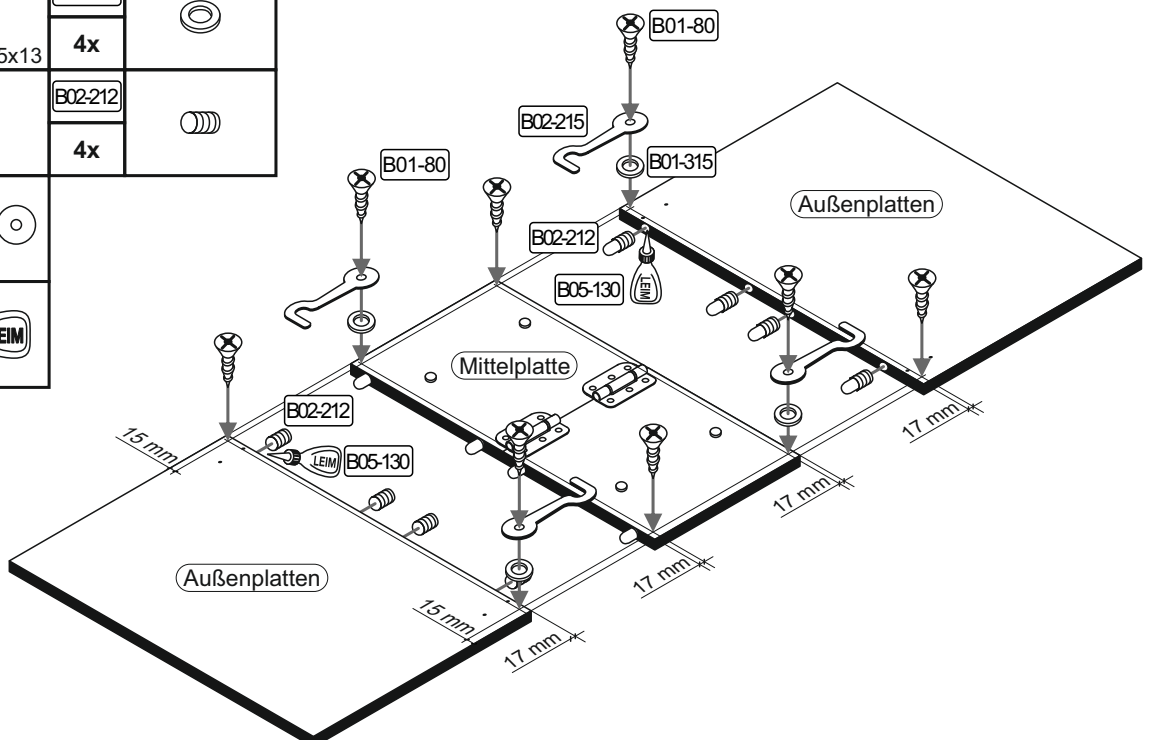 4x
5x13
B02-212
4x
EIM
B01-80
B02-215
B01-315
B01-80
Außenplatten
B02-212
B05-130
LEIM
Mittelplatte
B02-212
15 mm
LEIM
B05-130
17 mm
17 mm
Außenplatten
15 mm
17 mm
17 mm